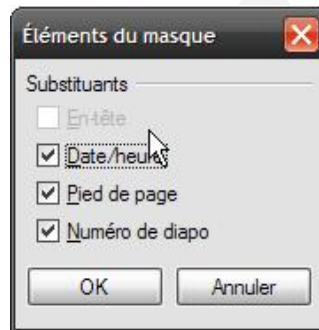 Éléments du masque
Substituants
En-tête
Date/heure
Pied de page
Numéro de diapo
OK Annuler